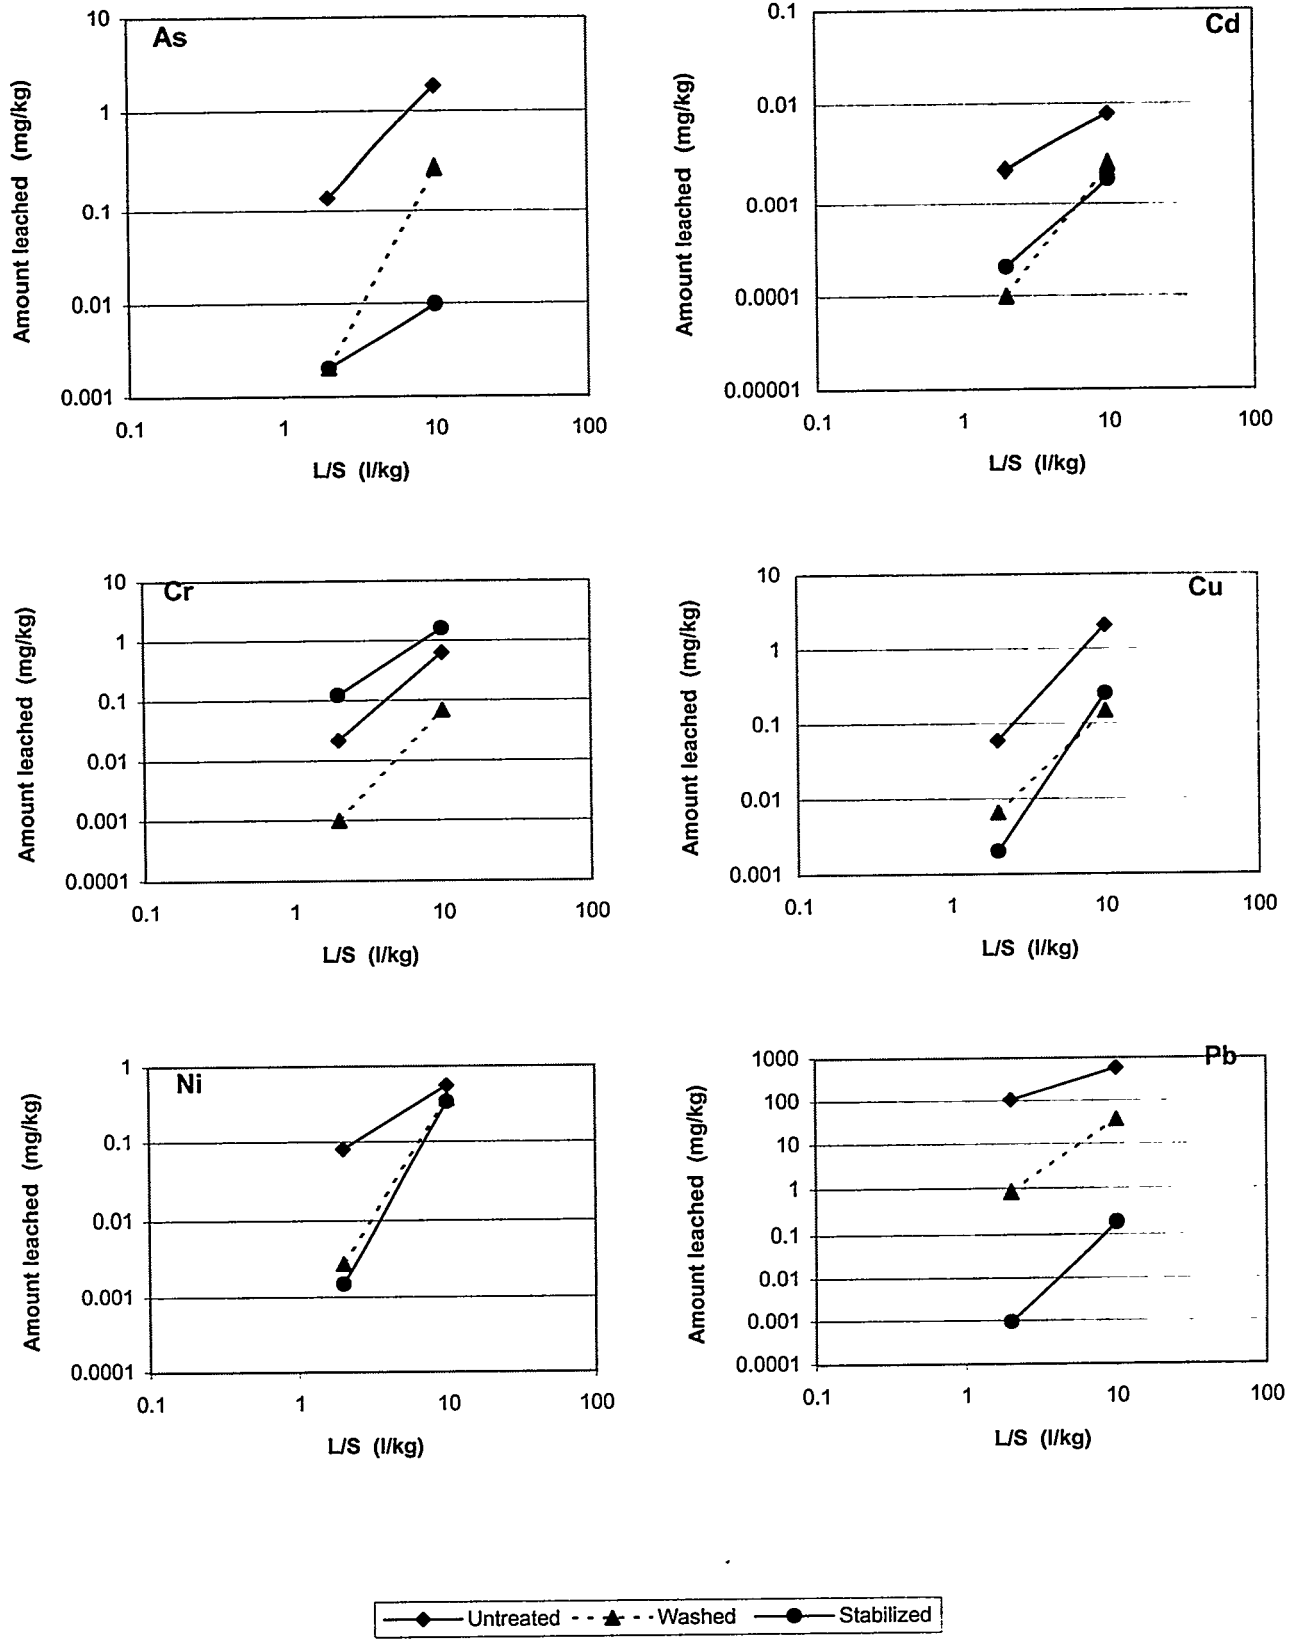 As
Amount leached (mg/kg)
10
1
0.1
0.01
0.001
0.1 1 10 100
L/S (l/kg)
Cd
Amount leached (mg/kg)
0.1
0.01
0.001
0.0001
0.00001
0.1 1 10 100
L/S (l/kg)
Cr
Amount leached (mg/kg)
10
1
0.1
0.01
0.001
0.0001
0.1 1 10 100
L/S (l/kg)
Cu
Amount leached (mg/kg)
10
1
0.1
0.01
0.001
0.1 1 10 100
L/S (l/kg)
Ni
Amount leached (mg/kg)
1
0.1
0.01
0.001
0.0001
0.1 1 10 100
L/S (l/kg)
Pb
Amount leached (mg/kg)
1000
100
10
1
0.1
0.01
0.001
0.0001
0.1 1 10 100
L/S (l/kg)
Untreated Washed Stabilized